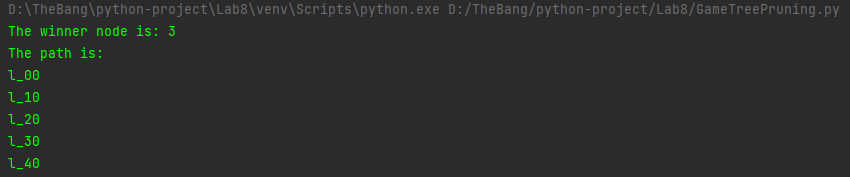 D:\TheBang\python-project\Lab8\venv\Scripts\python.exe D:/TheBang/python-project/Lab8/GameTreePruning.py
The winner node is: 3
The path is:
l_00
l_10
l_20
l_30
l_40